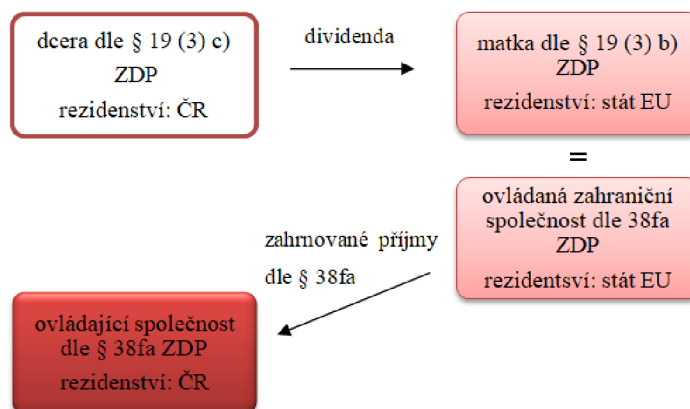 dcera dle § 19 (3) c)
ZDP
rezidenství: ČR
dividenda
matka dle § 19 (3) b)
ZDP
rezidenství: stát EU
=
ovládaná zahraniční
společnost dle 38fa
ZDP
rezidentsví: stát EU
zahrnované příjmy
dle § 38fa
ovládající společnost
dle § 38fa ZDP
rezidenství: ČR